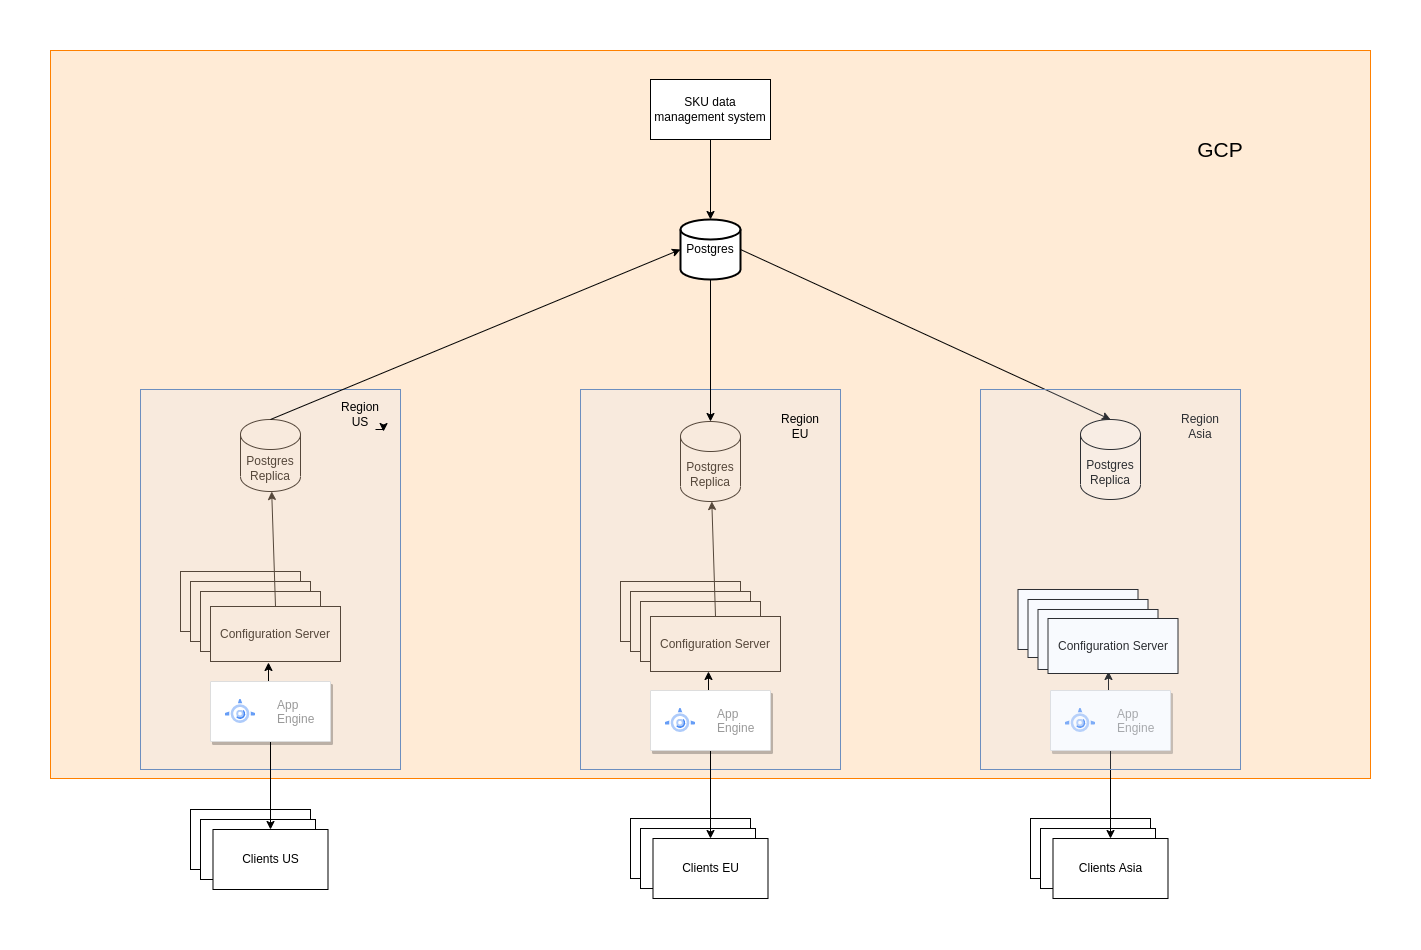 SKU data
management system
GCP
Postgres
Region
US
Postgres
Replica
Configuration Server
App
Engine
Clients US
Region
EU
Postgres
Replica
Configuration Server
App
Engine
Clients EU
Region
Asia
Postgres
Replica
Configuration Server
App
Engine
Clients Asia